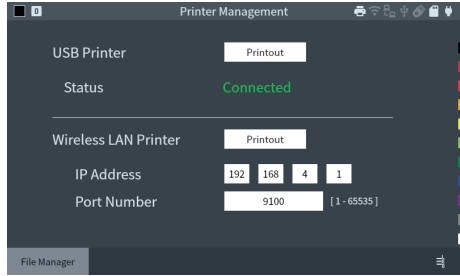 0 Printer Management
USB Printer Printout
Status Connected
Wireless LAN Printer Printout
IP Address 192 168 4 1
Port Number 9100 [ 1 - 65535 ]
File Manager